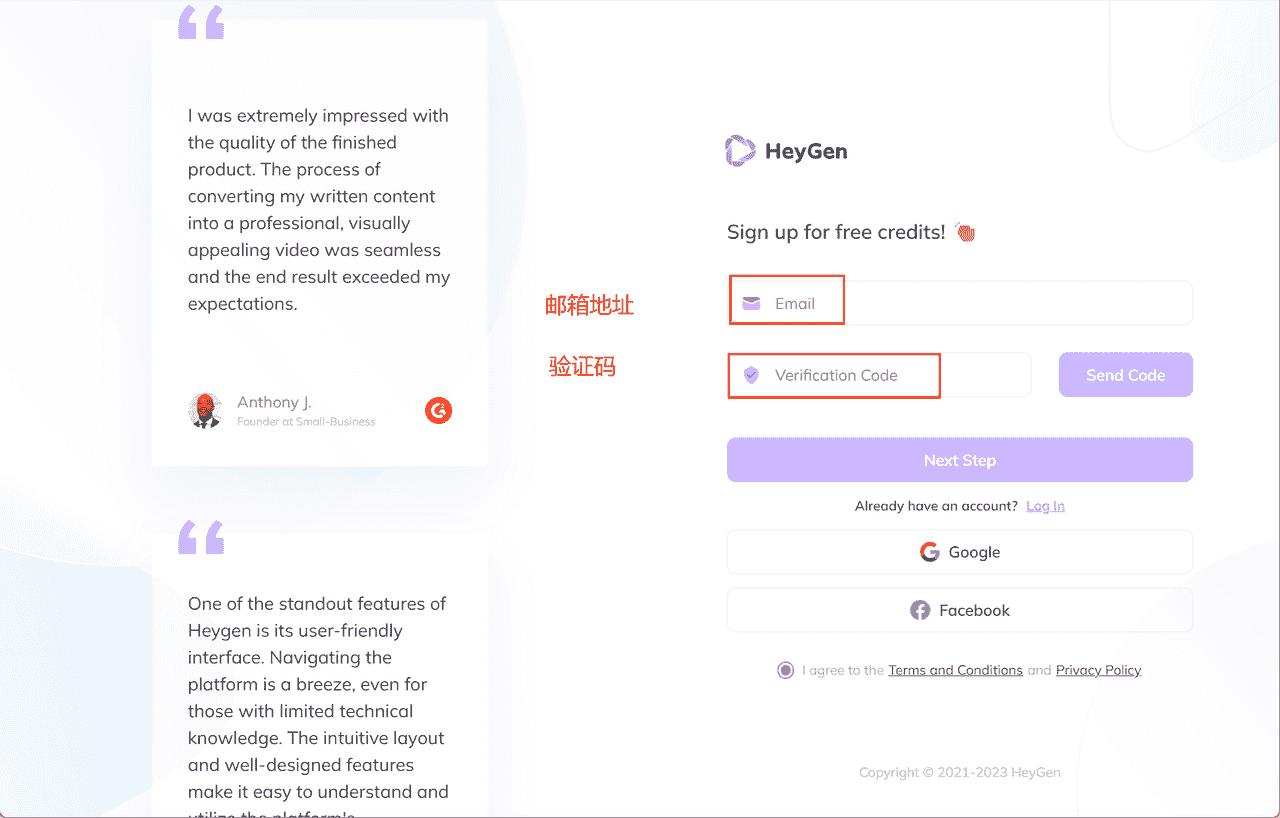 I was extremely impressed with
the quality of the finished
product. The process of
converting my written content
into a professional, visually
appealing video was seamless
and the end result exceeded my
expectations.
Anthony J.
Founder at Small-Business
One of the standout features of
Heygen is its user-friendly
interface. Navigating the
platform is a breeze, even for
those with limited technical
knowledge. The intuitive layout
and well-designed features
make it easy to understand and
utilize the platform's
邮箱地址
验证码
HeyGen
Sign up for free credits!
Email
Verification Code
Send Code
Next Step
Already have an account? Log In
Google
Facebook
I agree to the Terms and Conditions and Privacy Policy
Copyright © 2021-2023 HeyGen